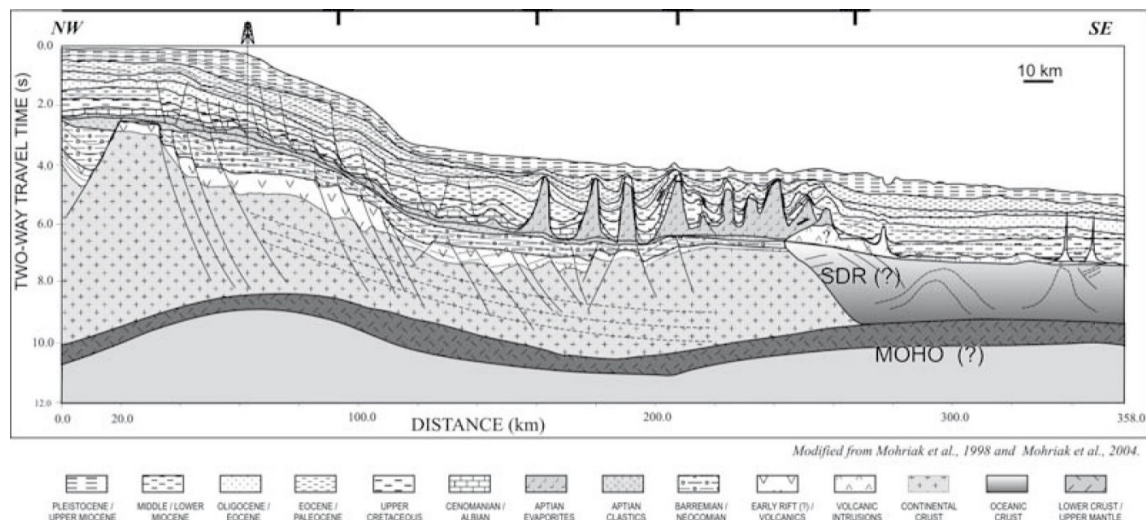 NW
SE
10 km
TWO-WAY TRAVEL TIME (s)
0.0
2.0
4.0
6.0
8.0
10.0
12.0
?
SDR (?)
MOHO (?)
0.0
20.0
100.0
200.0
300.0
358.0
DISTANCE (km)
Modified from Mohriak et al., 1998 and Mohriak et al., 2004.
PLEISTOCENE / UPPER MIOCENE
MIDDLE / LOWER MIOCENE
OLIGOCENE / EOCENE
EOCENE / PALEOCENE
UPPER CRETACEOUS
CENOMANIAN / ALBIAN
APTIAN EVAPORITES
APTIAN CLASTICS
BARREMIAN / NEOCOMIAN
EARLY RIFT (?) / VOLCANICS
VOLCANIC INTRUSIONS
CONTINENTAL CRUST
OCEANIC CRUST
LOWER CRUST / UPPER MANTLE